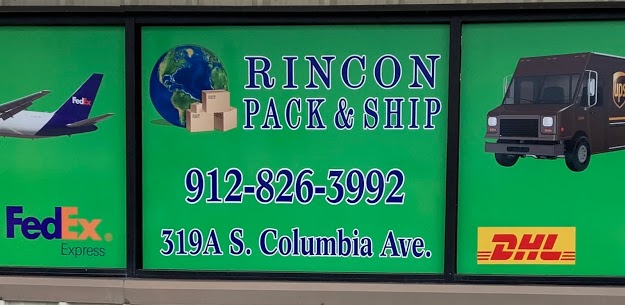 FedEx
RINCON
PACK & SHIP
912-826-3992
319A S. Columbia Ave.
FedEx®
Express
ups
DHL